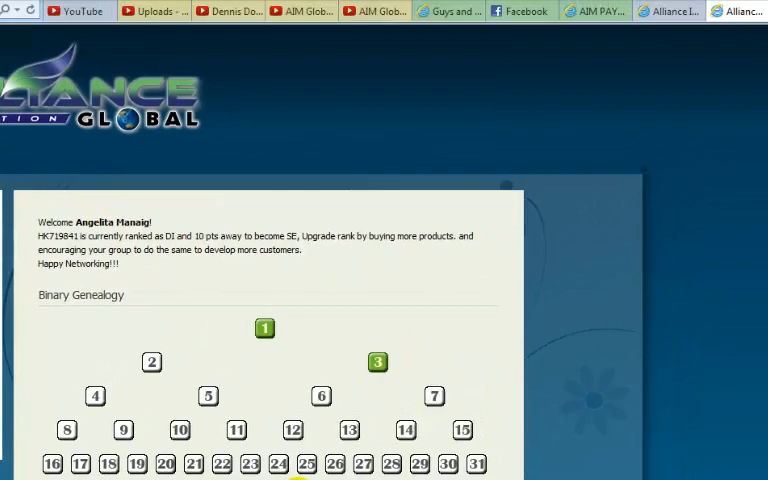 YouTube
Uploads - ...
Dennis Do...
AIM Glob...
AIM Glob...
Guys and ...
Facebook
AIM PAY...
Alliance I...
Allianc...
LIANCE
TION GLOBAL
Welcome Angelita Manaig!
HK719841 is currently ranked as DI and 10 pts away to become SE, Upgrade rank by buying more products. and
encouraging your group to do the same to develop more customers.
Happy Networking!!!
Binary Genealogy
1
2 3
4 5 6 7
8 9 10 11 12 13 14 15
16 17 18 19 20 21 22 23 24 25 26 27 28 29 30 31